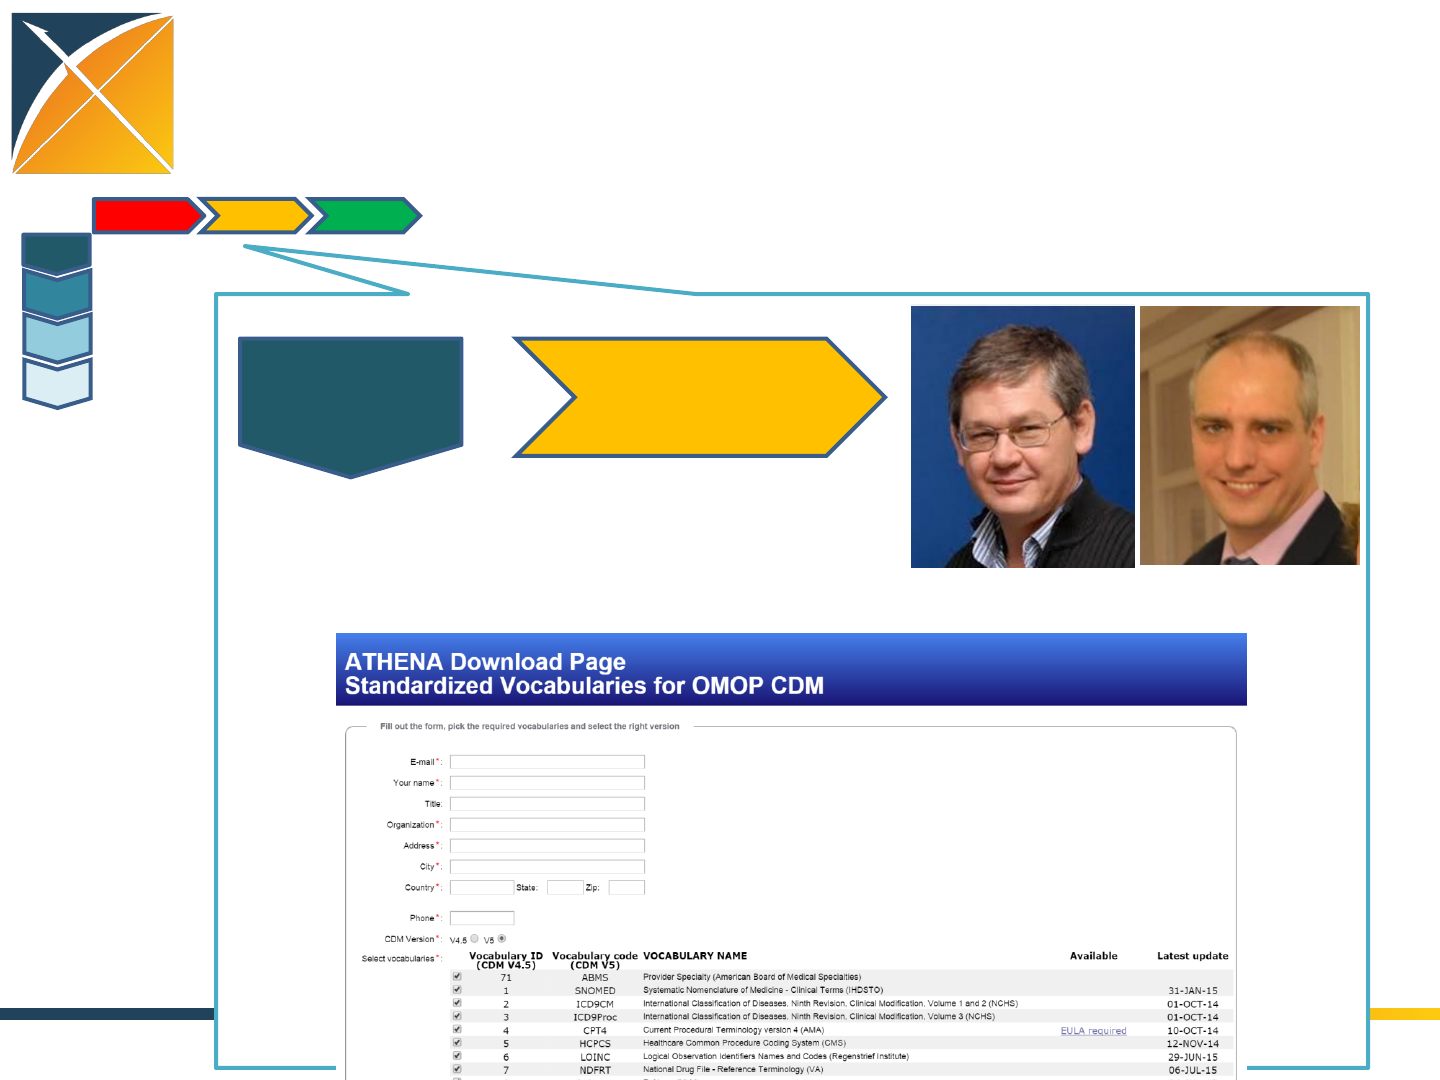 ATHENA Download Page
Standardized Vocabularies for OMOP CDM
Fill out the form, pick the required vocabularies and select the right version
E-mail*:
Your name*:
Title:
Organization*:
Address*:
City*:
Country*: State: Zip:
Phone*:
CDM Version*: V4.5 V5
Select vocabularies*: Vocabulary ID (CDM V4.5) Vocabulary code (CDM V5) VOCABULARY NAME Available Latest update
71 ABMS Provider Specialty (American Board of Medical Specialties)
1 SNOMED Systematic Nomenclature of Medicine - Clinical Terms (IHDSTO) 31-JAN-15
2 ICD9CM International Classification of Diseases, Ninth Revision, Clinical Modification, Volume 1 and 2 (NCHS) 01-OCT-14
3 ICD9Proc International Classification of Diseases, Ninth Revision, Clinical Modification, Volume 3 (NCHS) 01-OCT-14
4 CPT4 Current Procedural Terminology version 4 (AMA) EULA required 10-OCT-14
5 HCPCS Healthcare Common Procedure Coding System (CMS) 12-NOV-14
6 LOINC Logical Observation Identifiers Names and Codes (Regenstrief Institute) 29-JUN-15
7 NDFRT National Drug File - Reference Terminology (VA) 06-JUL-15